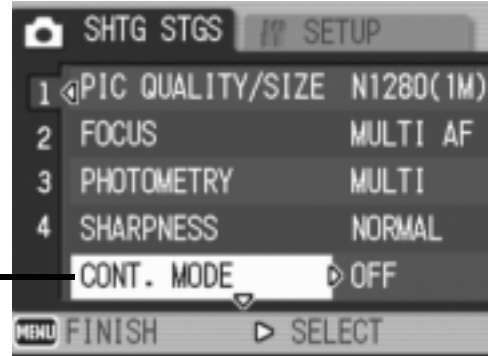 SHTG STGS SETUP
1 PIC QUALITY/SIZE N1280(1M)
2 FOCUS MULTI AF
3 PHOTOMETRY MULTI
4 SHARPNESS NORMAL
CONT. MODE OFF
MENU FINISH SELECT